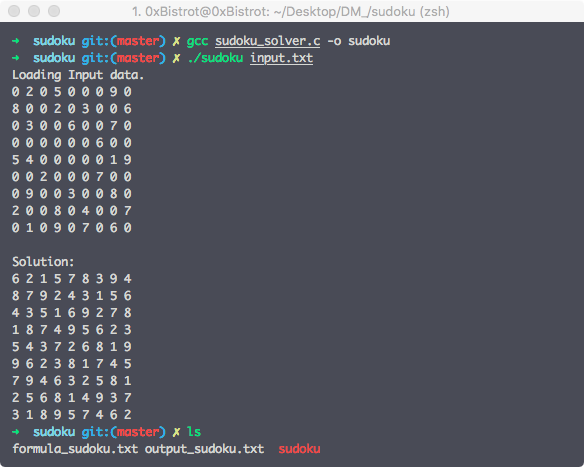 1. 0xBistrot@0xBistrot: ~/Desktop/DM_/sudoku (zsh)
➜ sudoku git:(master) ✗ gcc sudoku_solver.c -o sudoku
➜ sudoku git:(master) ✗ ./sudoku input.txt
Loading Input data.
0 2 0 5 0 0 0 9 0
8 0 0 2 0 3 0 0 6
0 3 0 0 6 0 0 7 0
0 0 0 0 0 0 6 0 0
5 4 0 0 0 0 0 1 9
0 0 2 0 0 0 7 0 0
0 9 0 0 3 0 0 8 0
2 0 0 8 0 4 0 0 7
0 1 0 9 0 7 0 6 0
Solution:
6 2 1 5 7 8 3 9 4
8 7 9 2 4 3 1 5 6
4 3 5 1 6 9 2 7 8
1 8 7 4 9 5 6 2 3
5 4 3 7 2 6 8 1 9
9 6 2 3 8 1 7 4 5
7 9 4 6 3 2 5 8 1
2 5 6 8 1 4 9 3 7
3 1 8 9 5 7 4 6 2
➜ sudoku git:(master) ✗ ls
formula_sudoku.txt output_sudoku.txt sudoku